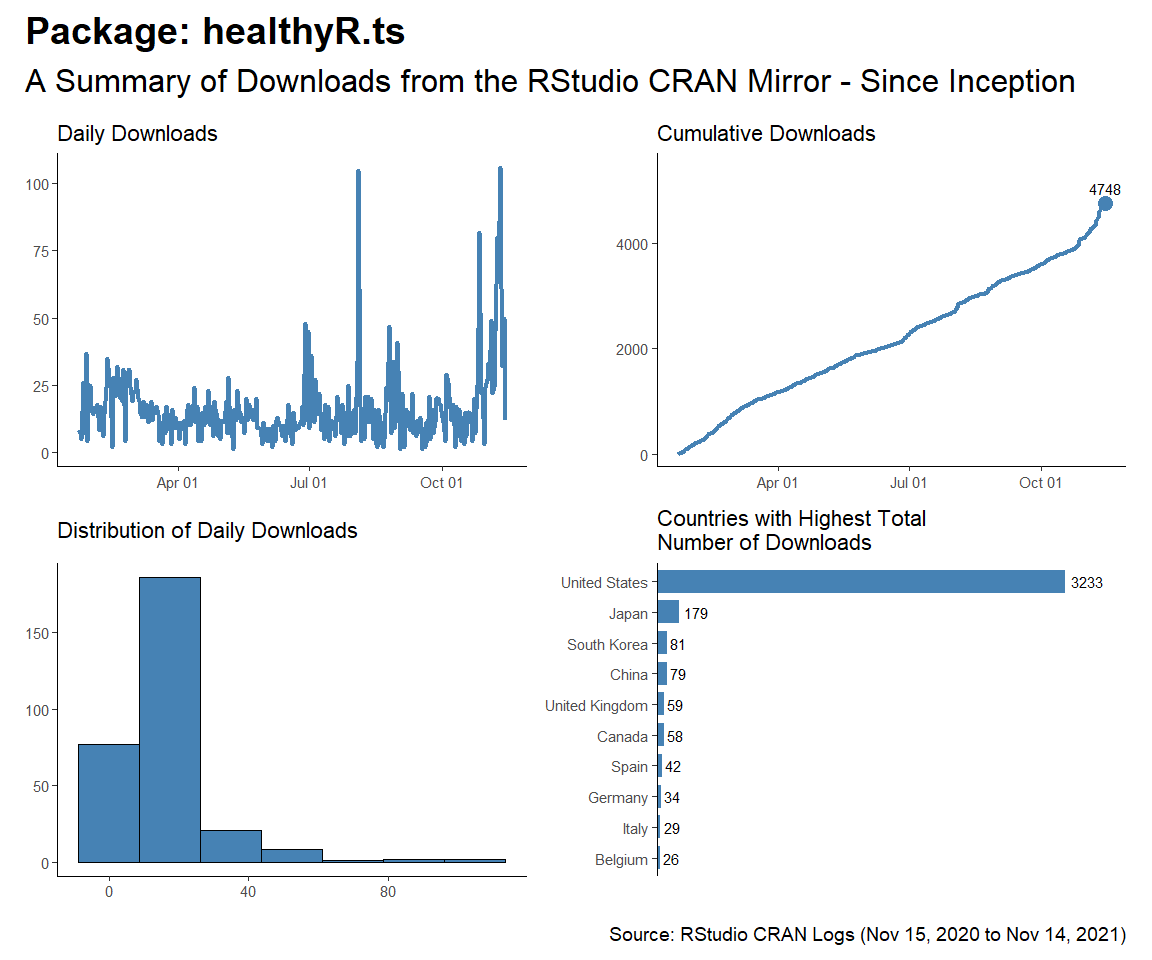 Package: healthyR.ts
A Summary of Downloads from the RStudio CRAN Mirror - Since Inception
Daily Downloads
100
75
50
25
0
Apr 01
Jul 01
Oct 01
Cumulative Downloads
4748
4000
2000
0
Apr 01
Jul 01
Oct 01
Distribution of Daily Downloads
150
100
50
0
0
40
80
Countries with Highest Total
Number of Downloads
United States 3233
Japan 179
South Korea 81
China 79
United Kingdom 59
Canada 58
Spain 42
Germany 34
Italy 29
Belgium 26
Source: RStudio CRAN Logs (Nov 15, 2020 to Nov 14, 2021)